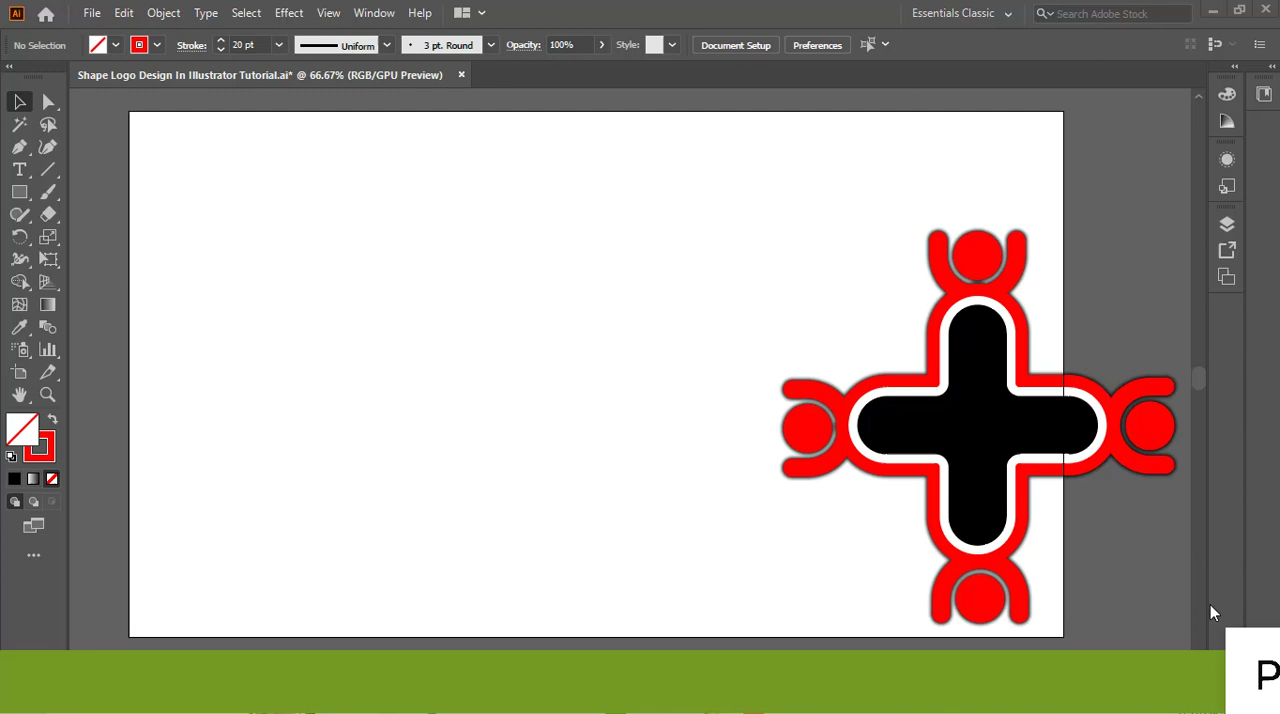 Ai File Edit Object Type Select Effect View Window Help Essentials Classic Search Adobe Stock
No Selection Stroke: 20 pt Uniform 3 pt. Round Opacity: 100% Style: Document Setup Preferences
Shape Logo Design In Illustrator Tutorial.ai* @ 66.67% (RGB/GPU Preview)
P